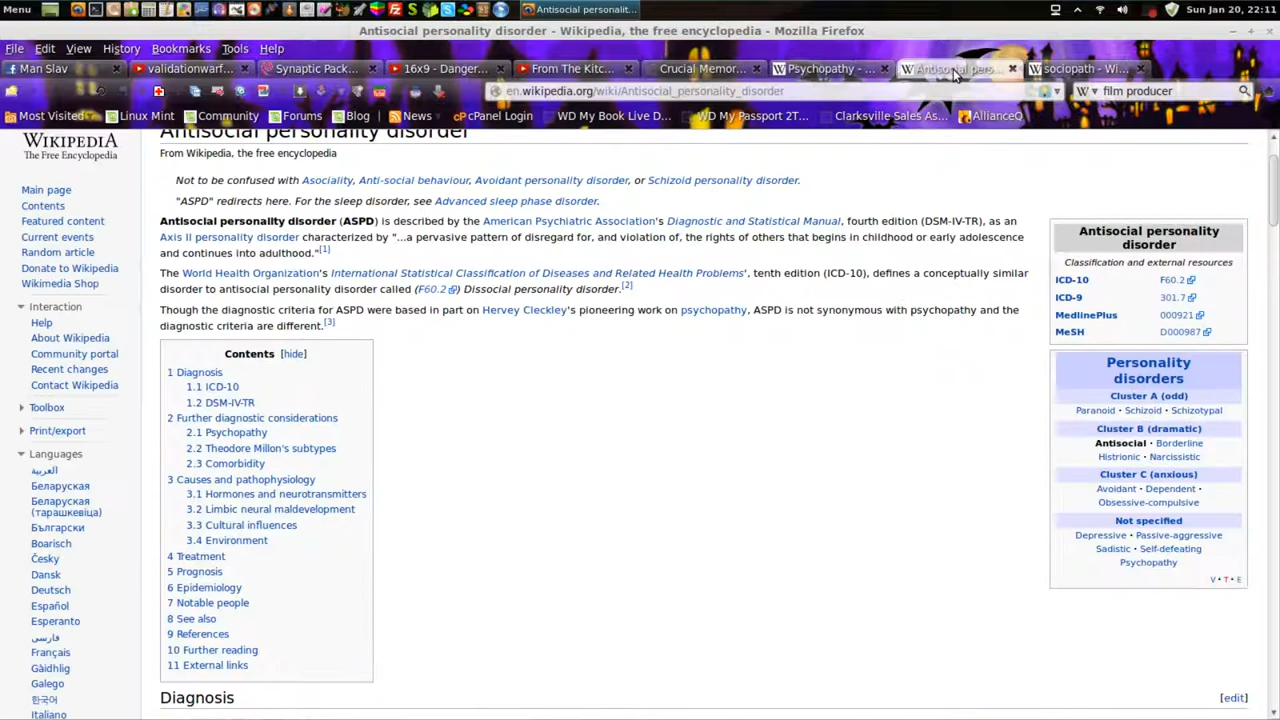 Menu Antisocial personalit... Sun Jan 20, 22:11
Antisocial personality disorder - Wikipedia, the free encyclopedia - Mozilla Firefox
File Edit View History Bookmarks Tools Help
Man Slav validationwarf... Synaptic Pack... 16x9 - Danger... From The Kitc... Crucial Memor... Psychopathy - ... Antisocial pers... sociopath - Wi...
en.wikipedia.org/wiki/Antisocial_personality_disorder film producer
Most Visited Linux Mint Community Forums Blog News cPanel Login WD My Book Live D... WD My Passport 2T... Clarksville Sales As... AllianceQ
WIKIPEDIA
The Free Encyclopedia
Main page
Contents
Featured content
Current events
Random article
Donate to Wikipedia
Wikimedia Shop
Interaction
Help
About Wikipedia
Community portal
Recent changes
Contact Wikipedia
Toolbox
Print/export
Languages
العربية
Беларуская
Беларуская
(тарашкевіца)
Български
Boarisch
Česky
Dansk
Deutsch
Español
Esperanto
فارسی
Français
Gàidhlig
Galego
한국어
Italiano
Antisocial personality disorder
From Wikipedia, the free encyclopedia
Not to be confused with Asociality, Anti-social behaviour, Avoidant personality disorder, or Schizoid personality disorder.
"ASPD" redirects here. For the sleep disorder, see Advanced sleep phase disorder.
Antisocial personality disorder (ASPD) is described by the American Psychiatric Association's Diagnostic and Statistical Manual, fourth edition (DSM-IV-TR), as an
Axis II personality disorder characterized by "...a pervasive pattern of disregard for, and violation of, the rights of others that begins in childhood or early adolescence
and continues into adulthood."[1]
The World Health Organization's International Statistical Classification of Diseases and Related Health Problems', tenth edition (ICD-10), defines a conceptually similar
disorder to antisocial personality disorder called (F60.2) Dissocial personality disorder.[2]
Though the diagnostic criteria for ASPD were based in part on Hervey Cleckley's pioneering work on psychopathy, ASPD is not synonymous with psychopathy and the
diagnostic criteria are different.[3]
Contents [hide]
1 Diagnosis
1.1 ICD-10
1.2 DSM-IV-TR
2 Further diagnostic considerations
2.1 Psychopathy
2.2 Theodore Millon's subtypes
2.3 Comorbidity
3 Causes and pathophysiology
3.1 Hormones and neurotransmitters
3.2 Limbic neural maldevelopment
3.3 Cultural influences
3.4 Environment
4 Treatment
5 Prognosis
6 Epidemiology
7 Notable people
8 See also
9 References
10 Further reading
11 External links
Diagnosis [edit]
Antisocial personality
disorder
Classification and external resources
ICD-10 F60.2
ICD-9 301.7
MedlinePlus 000921
MeSH D000987
Personality
disorders
Cluster A (odd)
Paranoid · Schizoid · Schizotypal
Cluster B (dramatic)
Antisocial · Borderline
Histrionic · Narcissistic
Cluster C (anxious)
Avoidant · Dependent ·
Obsessive-compulsive
Not specified
Depressive · Passive-aggressive
Sadistic · Self-defeating
Psychopathy
V · T · E